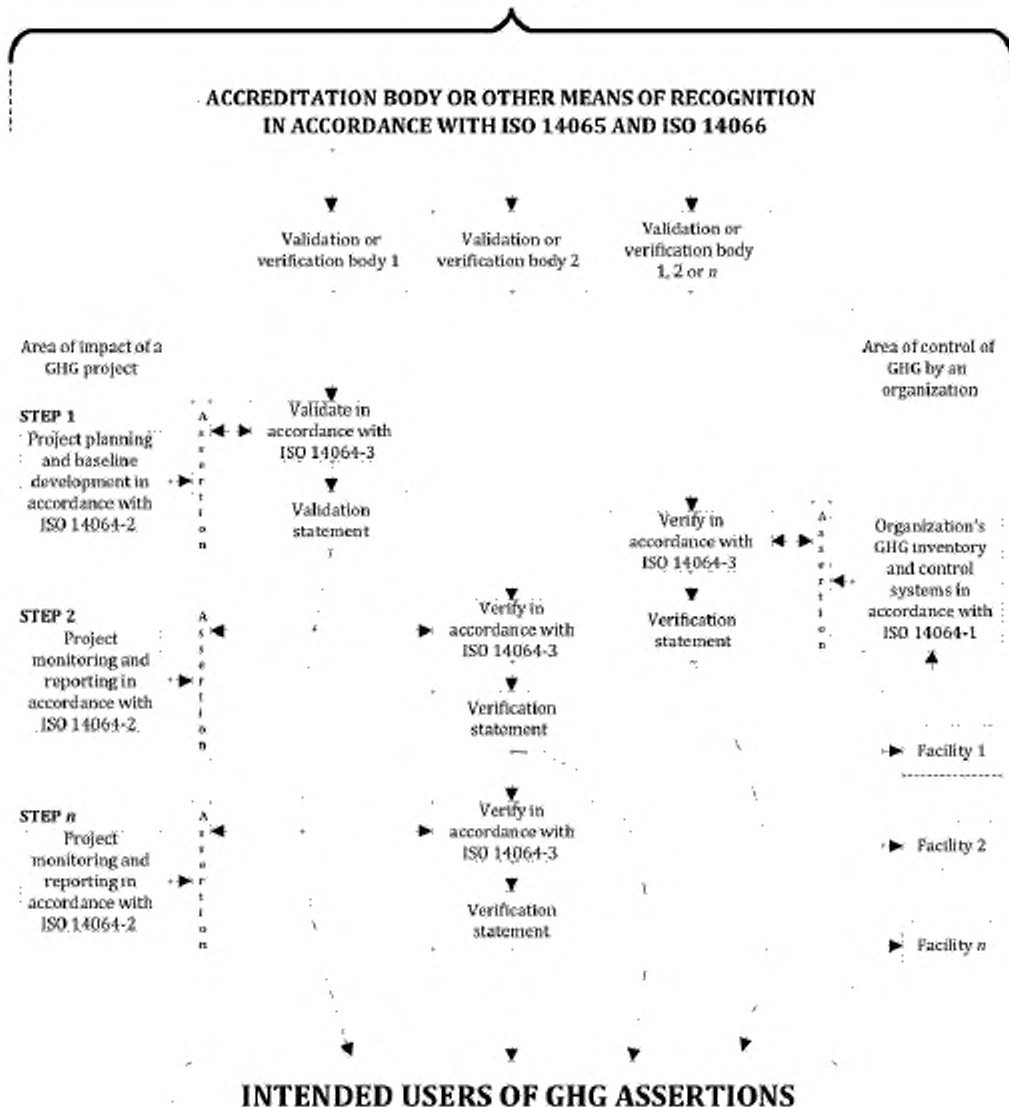 ACCREDITATION BODY OR OTHER MEANS OF RECOGNITION
IN ACCORDANCE WITH ISO 14065 AND ISO 14066
Validation or
verification body 1
Validation or
verification body 2
Validation or
verification body
1, 2 or n
Area of impact of a
GHG project
Area of control of
GHG by an
organization
STEP 1
Project planning
and baseline
development in
accordance with
ISO 14064-2
Assertion
Validate in
accordance with
ISO 14064-3
Validation
statement
Verify in
accordance with
ISO 14064-3
Verification
statement
Assertion
Organization's
GHG inventory
and control
systems in
accordance with
ISO 14064-1
STEP 2
Project
monitoring and
reporting in
accordance with
ISO 14064-2
Assertion
Verify in
accordance with
ISO 14064-3
Verification
statement
Facility 1
STEP n
Project
monitoring and
reporting in
accordance with
ISO 14064-2
Assertion
Verify in
accordance with
ISO 14064-3
Verification
statement
Facility 2
Facility n
INTENDED USERS OF GHG ASSERTIONS